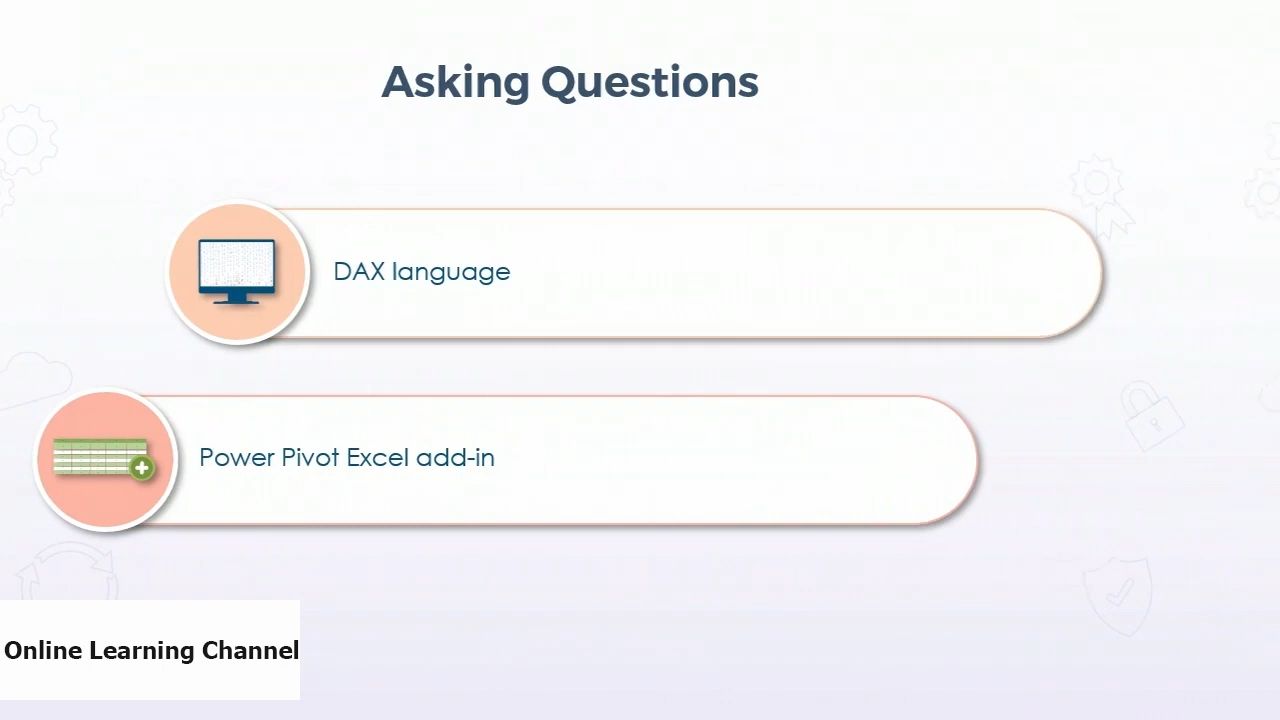 Asking Questions
DAX language
Power Pivot Excel add-in
Online Learning Channel